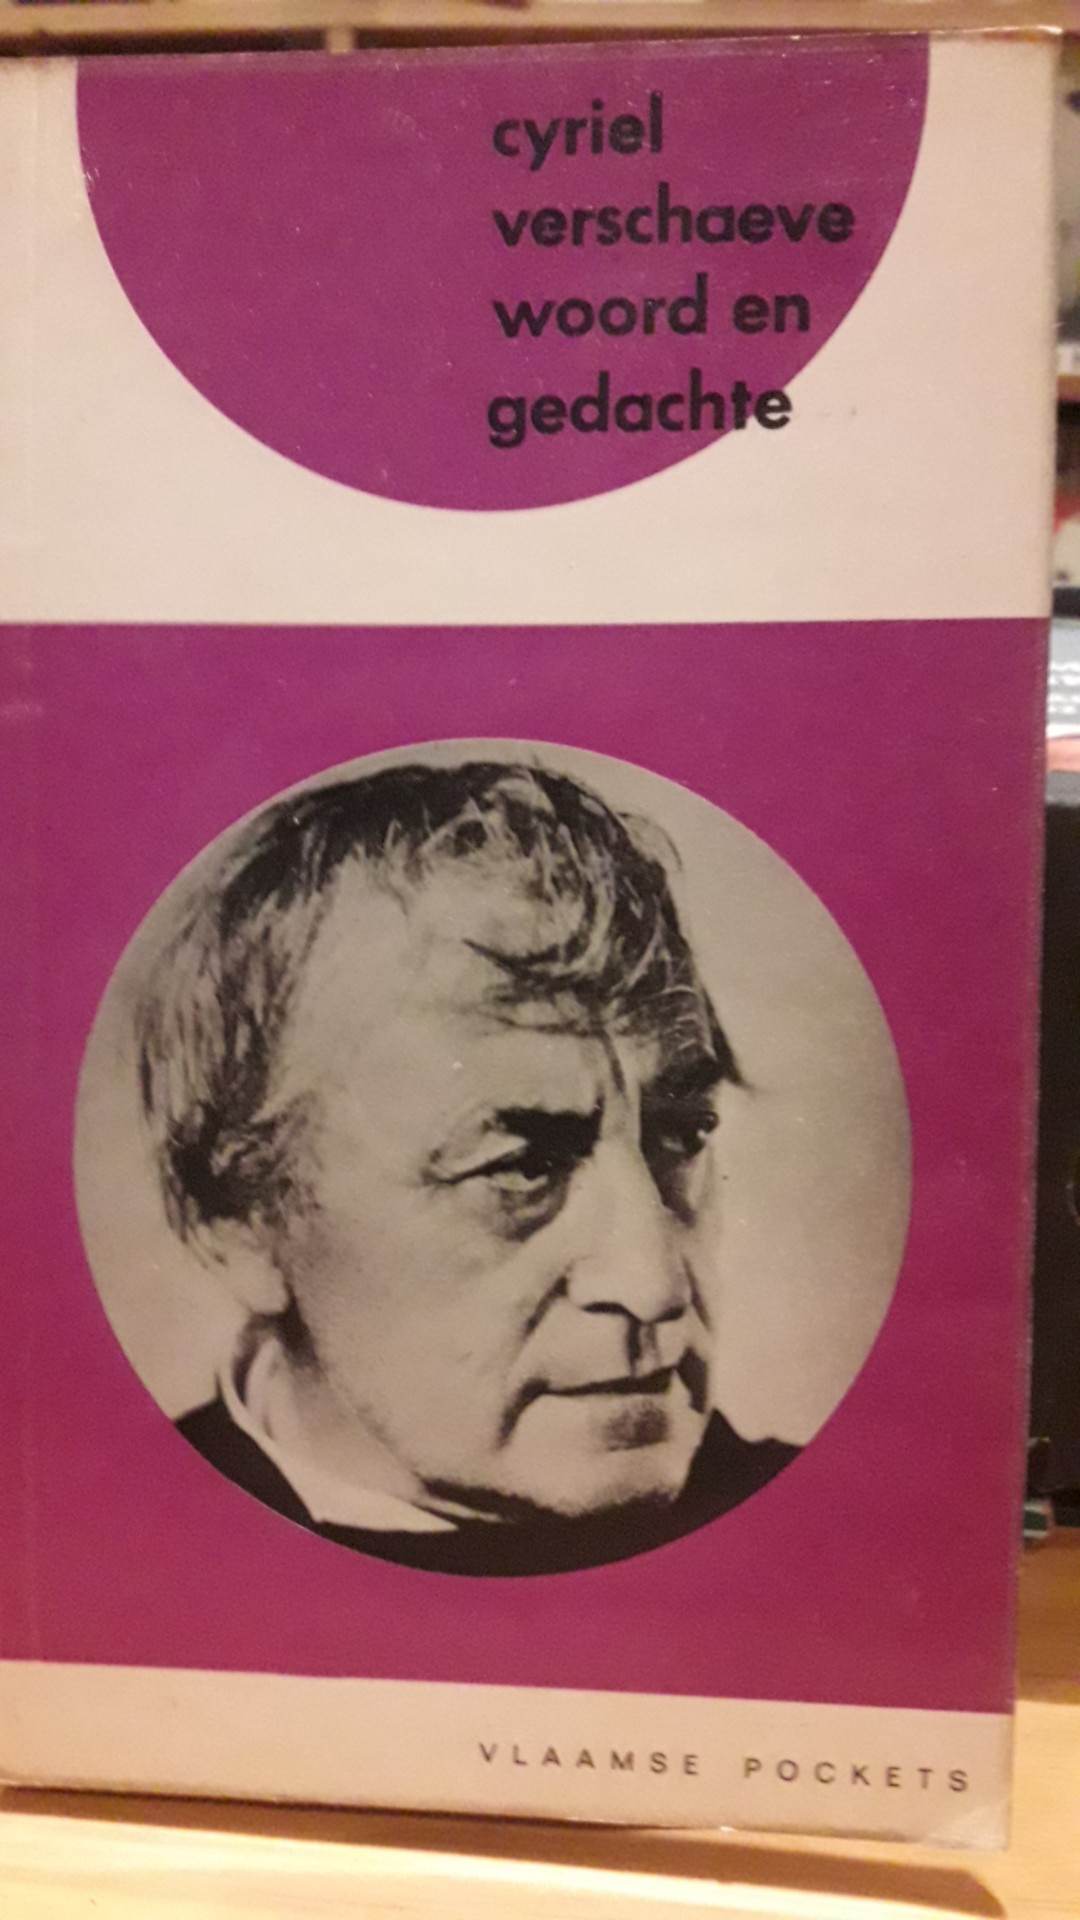 cyriel
verschaeve
woord en
gedachte
VLAAMSE POCKETS